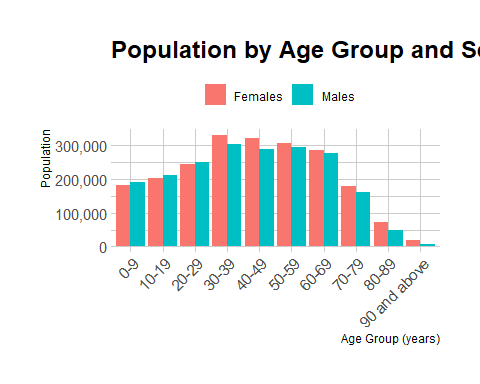 Population by Age Group and Se
Females Males
Population
300,000
200,000
100,000
0
0-9
10-19
20-29
30-39
40-49
50-59
60-69
70-79
80-89
90 and above
Age Group (years)